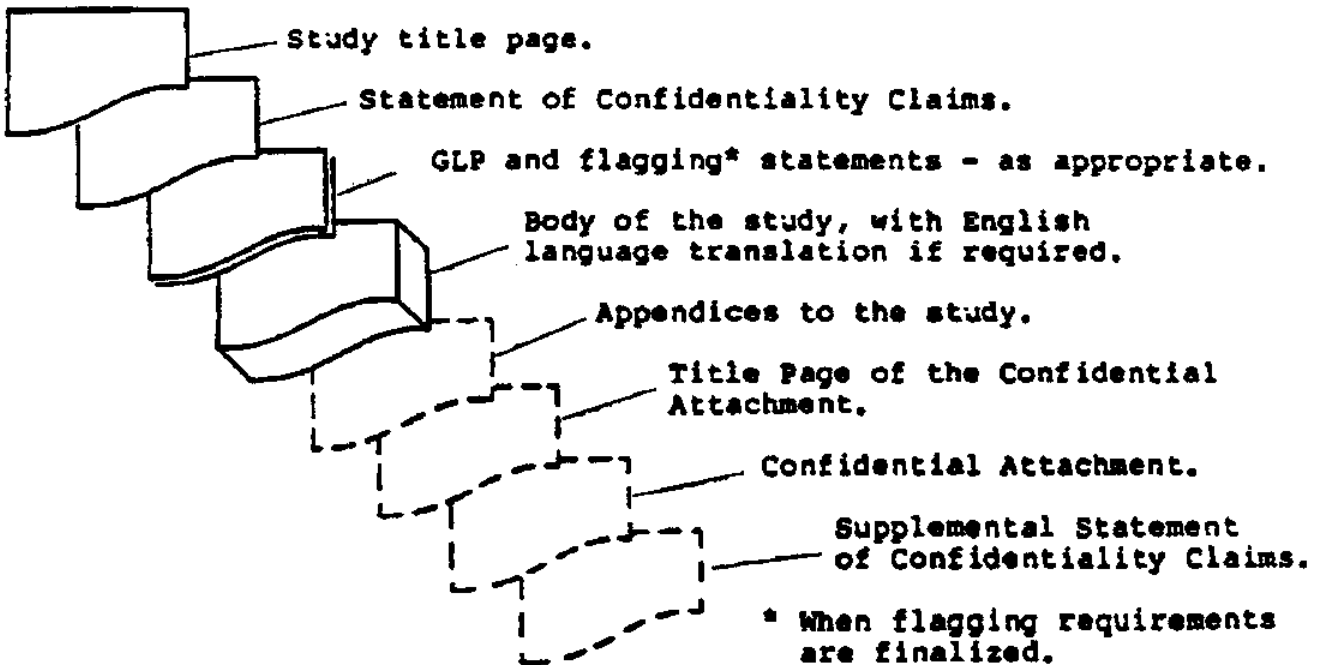 Study title page.
Statement of Confidentiality Claims.
GLP and flagging* statements - as appropriate.
Body of the study, with English
language translation if required.
Appendices to the study.
Title Page of the Confidential
Attachment.
Confidential Attachment.
Supplemental Statement
of Confidentiality Claims.
* When flagging requirements
are finalized.